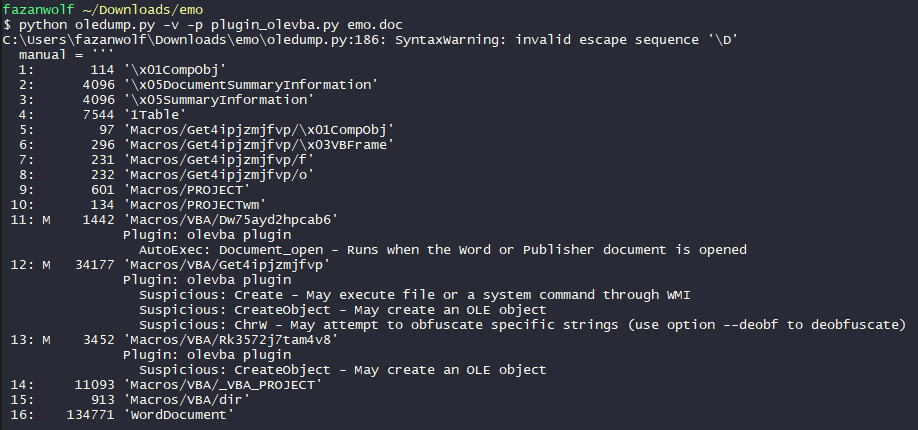 fazanwolf ~/Downloads/emo
$ python oledump.py -v -p plugin_olevba.py emo.doc
C:\Users\fazanwolf\Downloads\emo\oledump.py:186: SyntaxWarning: invalid escape sequence '\D'
  manual = '''
  1:       114 '\x01CompObj'
  2:      4096 '\x05DocumentSummaryInformation'
  3:      4096 '\x05SummaryInformation'
  4:      7544 '1Table'
  5:        97 'Macros/Get4ipjzmjfvp/\x01CompObj'
  6:       296 'Macros/Get4ipjzmjfvp/\x03VBFrame'
  7:       231 'Macros/Get4ipjzmjfvp/f'
  8:       232 'Macros/Get4ipjzmjfvp/o'
  9:       601 'Macros/PROJECT'
 10:       134 'Macros/PROJECTwm'
 11: M    1442 'Macros/VBA/Dw75ayd2hpcab6'
               Plugin: olevba plugin
                 AutoExec: Document_open - Runs when the Word or Publisher document is opened
 12: M   34177 'Macros/VBA/Get4ipjzmjfvp'
               Plugin: olevba plugin
                 Suspicious: Create - May execute file or a system command through WMI
                 Suspicious: CreateObject - May create an OLE object
                 Suspicious: ChrW - May attempt to obfuscate specific strings (use option --deobf to deobfuscate)
 13: M    3452 'Macros/VBA/Rk3572j7tam4v8'
               Plugin: olevba plugin
                 Suspicious: CreateObject - May create an OLE object
 14:     11093 'Macros/VBA/_VBA_PROJECT'
 15:       913 'Macros/VBA/dir'
 16:    134771 'WordDocument'